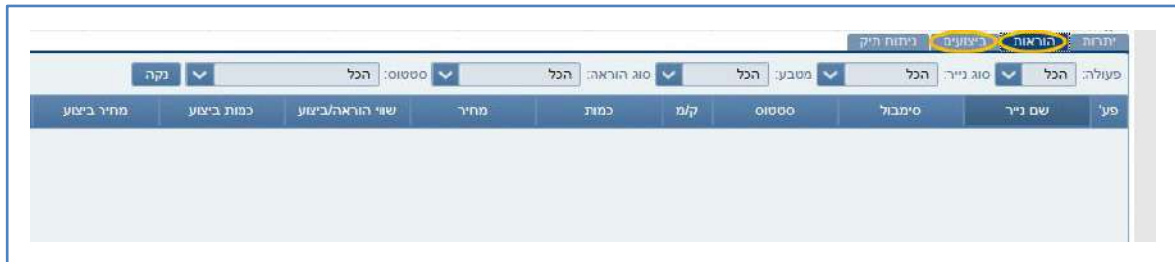 יתרות הוראות ביצועים ניתוח תיק
פעולה: הכל סוג נייר: הכל מטבע: הכל סוג הוראה: הכל סטטוס: הכל נקה
פע' שם נייר סימבול סטטוס ק/מ כמות מחיר שווי הוראה/ביצוע כמות ביצוע מחיר ביצוע